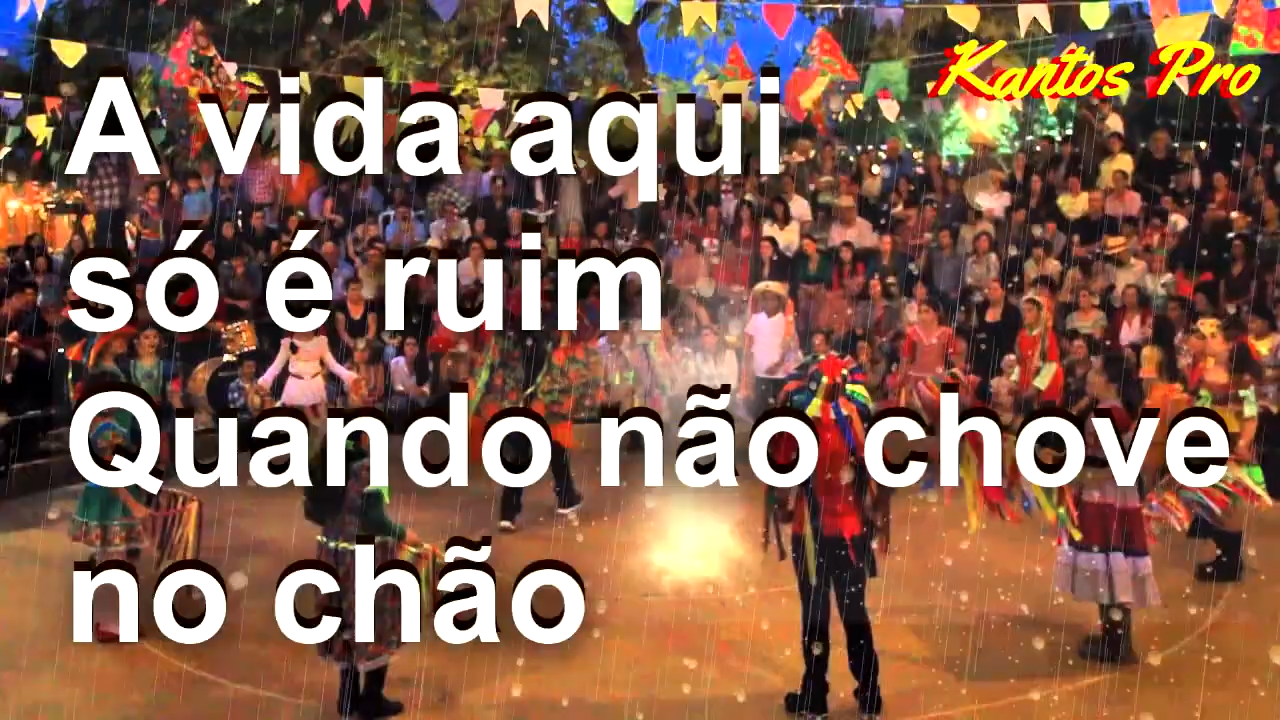 Kantos Pro
A vida aqui
só é ruim
Quando não chove
no chão